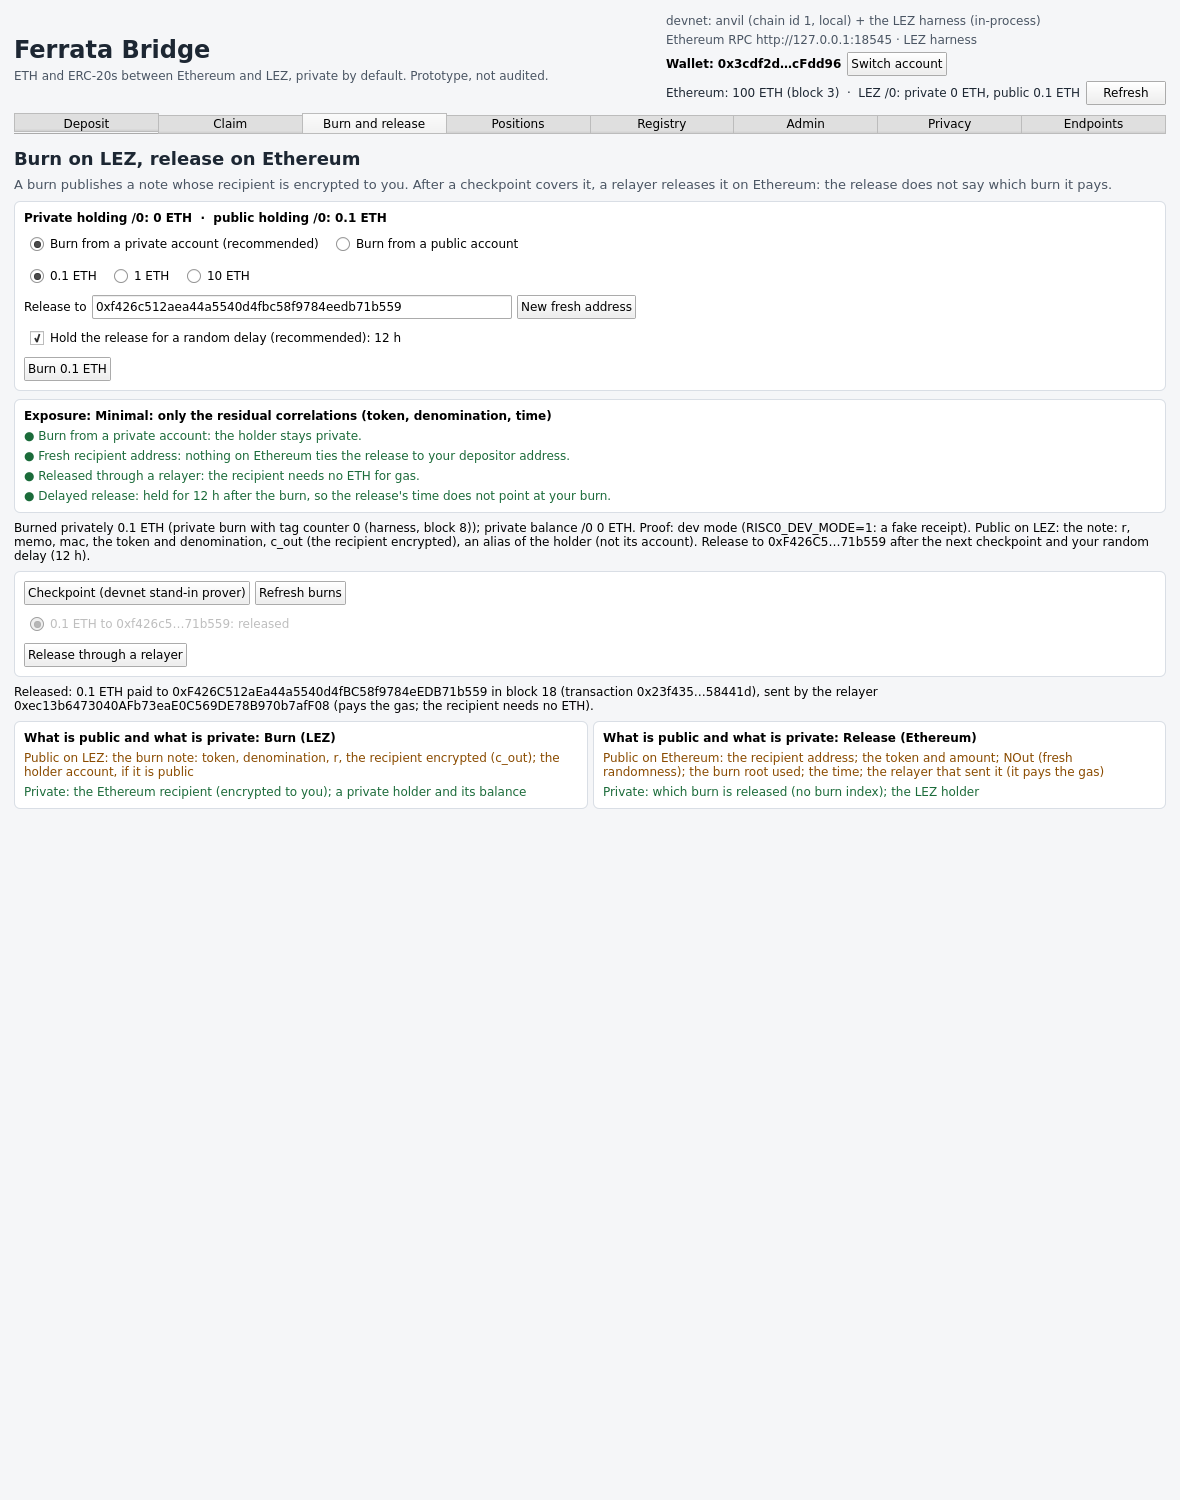 Ferrata Bridge
ETH and ERC-20s between Ethereum and LEZ, private by default. Prototype, not audited.
devnet: anvil (chain id 1, local) + the LEZ harness (in-process)
Ethereum RPC http://127.0.0.1:18545 · LEZ harness
Wallet: 0x3cdf2d…cFdd96 Switch account
Ethereum: 100 ETH (block 3) · LEZ /0: private 0 ETH, public 0.1 ETH Refresh
Deposit Claim Burn and release Positions Registry Admin Privacy Endpoints
Burn on LEZ, release on Ethereum
A burn publishes a note whose recipient is encrypted to you. After a checkpoint covers it, a relayer releases it on Ethereum: the release does not say which burn it pays.
Private holding /0: 0 ETH · public holding /0: 0.1 ETH
Burn from a private account (recommended) Burn from a public account
0.1 ETH 1 ETH 10 ETH
Release to 0xf426c512aea44a5540d4fbc58f9784eedb71b559 New fresh address
Hold the release for a random delay (recommended): 12 h
Burn 0.1 ETH
Exposure: Minimal: only the residual correlations (token, denomination, time)
● Burn from a private account: the holder stays private.
● Fresh recipient address: nothing on Ethereum ties the release to your depositor address.
● Released through a relayer: the recipient needs no ETH for gas.
● Delayed release: held for 12 h after the burn, so the release's time does not point at your burn.
Burned privately 0.1 ETH (private burn with tag counter 0 (harness, block 8)); private balance /0 0 ETH. Proof: dev mode (RISC0_DEV_MODE=1: a fake receipt). Public on LEZ: the note: r,
memo, mac, the token and denomination, c_out (the recipient encrypted), an alias of the holder (not its account). Release to 0xF426C5…71b559 after the next checkpoint and your random
delay (12 h).
Checkpoint (devnet stand-in prover) Refresh burns
0.1 ETH to 0xf426c5…71b559: released
Release through a relayer
Released: 0.1 ETH paid to 0xF426C512aEa44a5540d4fBC58f9784eEDB71b559 in block 18 (transaction 0x23f435…58441d), sent by the relayer
0xec13b6473040AFb73eaE0C569DE78B970b7afF08 (pays the gas; the recipient needs no ETH).
What is public and what is private: Burn (LEZ)
Public on LEZ: the burn note: token, denomination, r, the recipient encrypted (c_out); the
holder account, if it is public
Private: the Ethereum recipient (encrypted to you); a private holder and its balance
What is public and what is private: Release (Ethereum)
Public on Ethereum: the recipient address; the token and amount; NOut (fresh
randomness); the burn root used; the time; the relayer that sent it (it pays the gas)
Private: which burn is released (no burn index); the LEZ holder